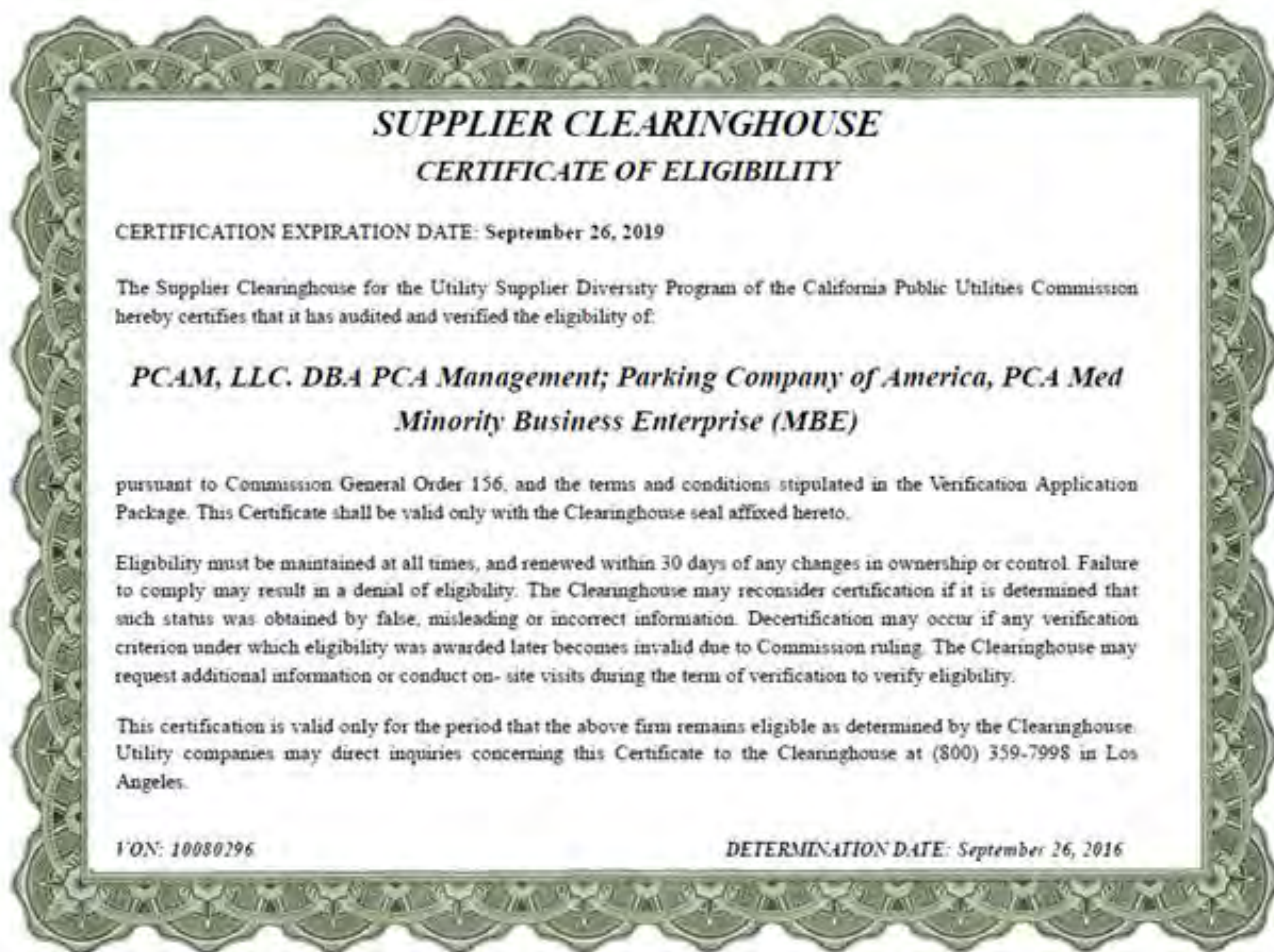 SUPPLIER CLEARINGHOUSE
CERTIFICATE OF ELIGIBILITY
CERTIFICATION EXPIRATION DATE: September 26, 2019
The Supplier Clearinghouse for the Utility Supplier Diversity Program of the California Public Utilities Commission
hereby certifies that it has audited and verified the eligibility of:
PCAM, LLC. DBA PCA Management; Parking Company of America, PCA Med
Minority Business Enterprise (MBE)
pursuant to Commission General Order 156, and the terms and conditions stipulated in the Verification Application
Package. This Certificate shall be valid only with the Clearinghouse seal affixed hereto.
Eligibility must be maintained at all times, and renewed within 30 days of any changes in ownership or control. Failure
to comply may result in a denial of eligibility. The Clearinghouse may reconsider certification if it is determined that
such status was obtained by false, misleading or incorrect information. Decertification may occur if any verification
criterion under which eligibility was awarded later becomes invalid due to Commission ruling. The Clearinghouse may
request additional information or conduct on- site visits during the term of verification to verify eligibility.
This certification is valid only for the period that the above firm remains eligible as determined by the Clearinghouse.
Utility companies may direct inquiries concerning this Certificate to the Clearinghouse at (800) 359-7998 in Los
Angeles.
VON: 10080296 DETERMINATION DATE: September 26, 2016